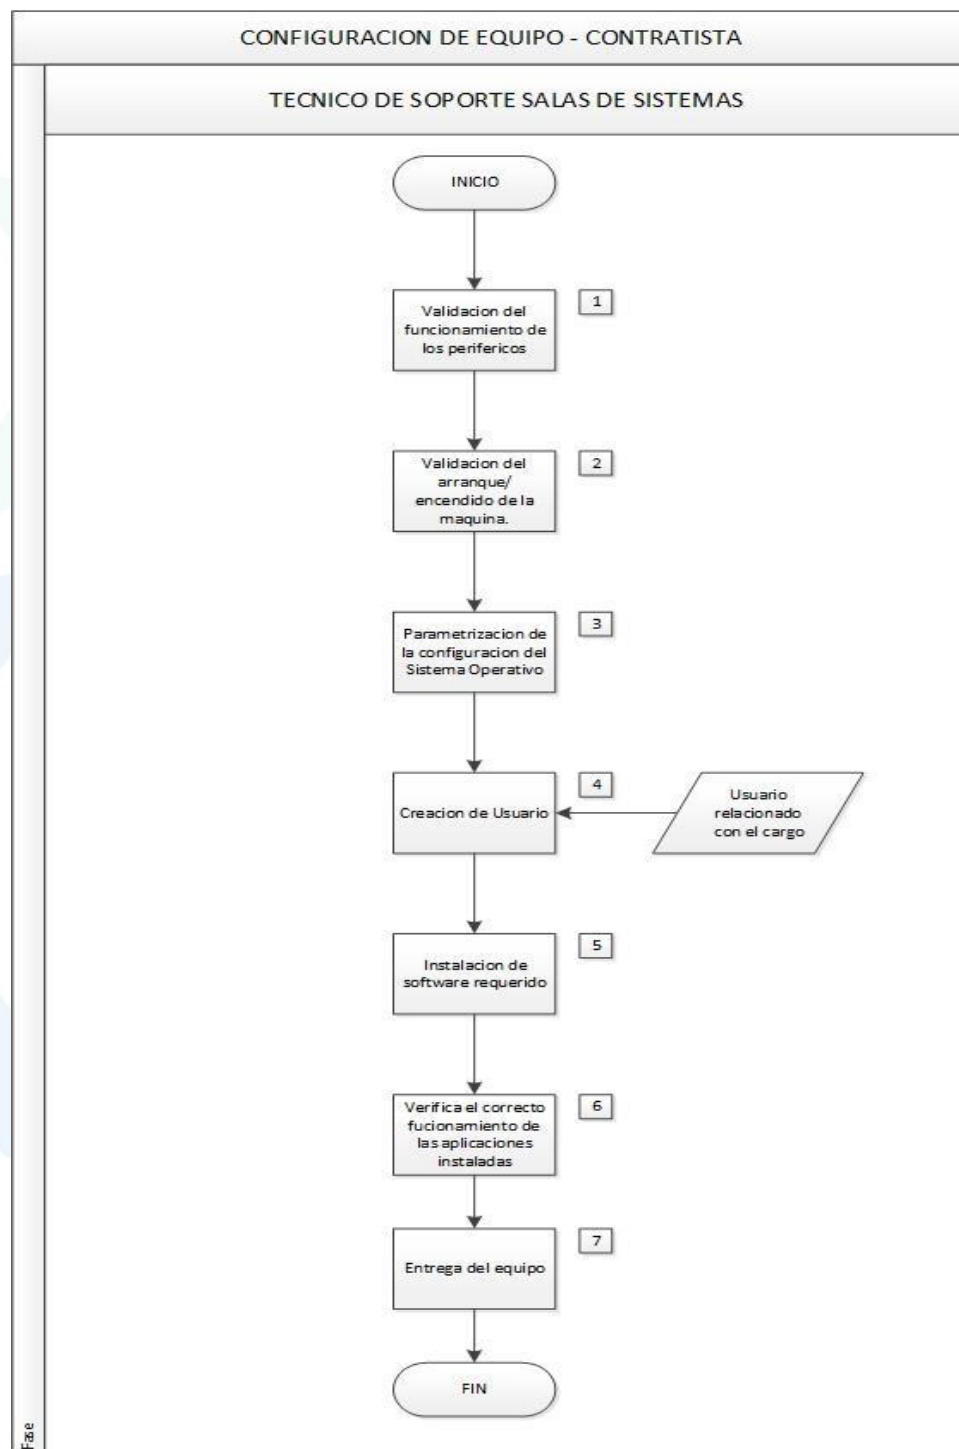 CONFIGURACION DE EQUIPO - CONTRATISTA
TECNICO DE SOPORTE SALAS DE SISTEMAS
INICIO
1
Validacion del
funcionamiento de
los perifericos
2
Validacion del
arranque/
encendido de la
maquina.
3
Parametrizacion de
la configuracion del
Sistema Operativo
4
Creacion de Usuario
Usuario
relacionado
con el cargo
5
Instalacion de
software requerido
6
Verifica el correcto
fucionamiento de
las aplicaciones
instaladas
7
Entrega del equipo
FIN
Fase